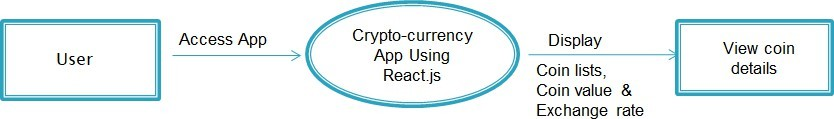 User
Access App
Crypto-currency
App Using
React.js
Display
Coin lists,
Coin value &
Exchange rate
View coin
details